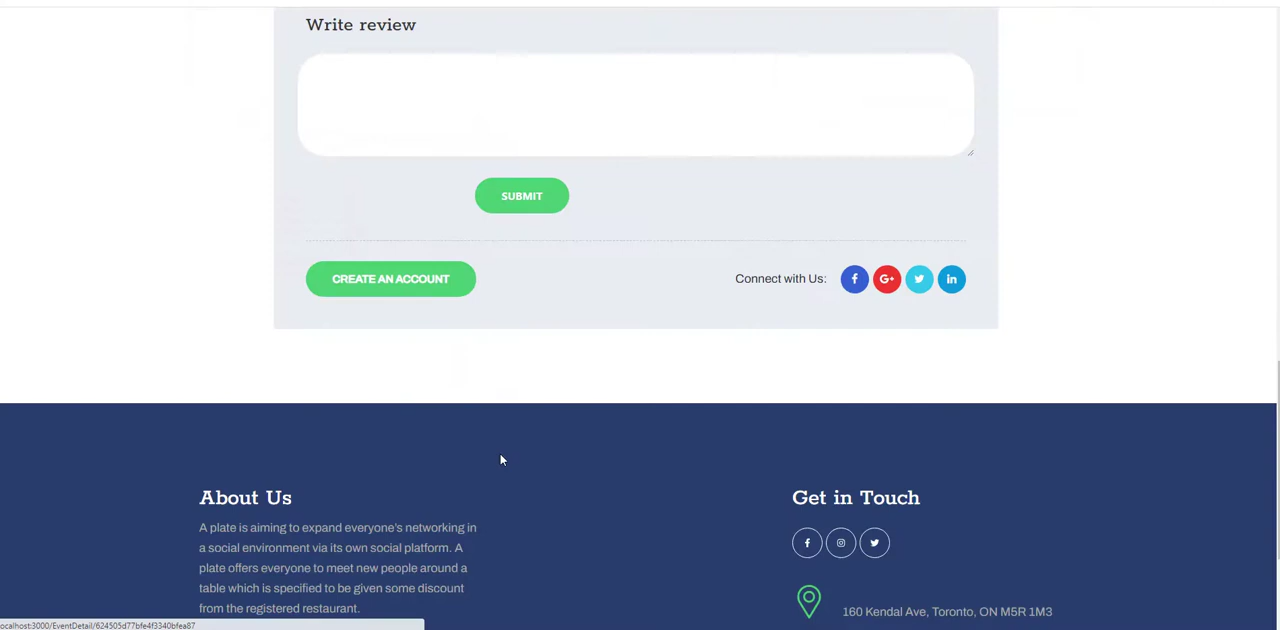 Write review
SUBMIT
CREATE AN ACCOUNT
Connect with Us:
About Us
A plate is aiming to expand everyone's networking in
a social environment via its own social platform. A
plate offers everyone to meet new people around a
table which is specified to be given some discount
from the registered restaurant.
Get in Touch
160 Kendal Ave, Toronto, ON M5R 1M3
ocalhost:3000/EventDetail/624505d77bfe4f3340bfea87